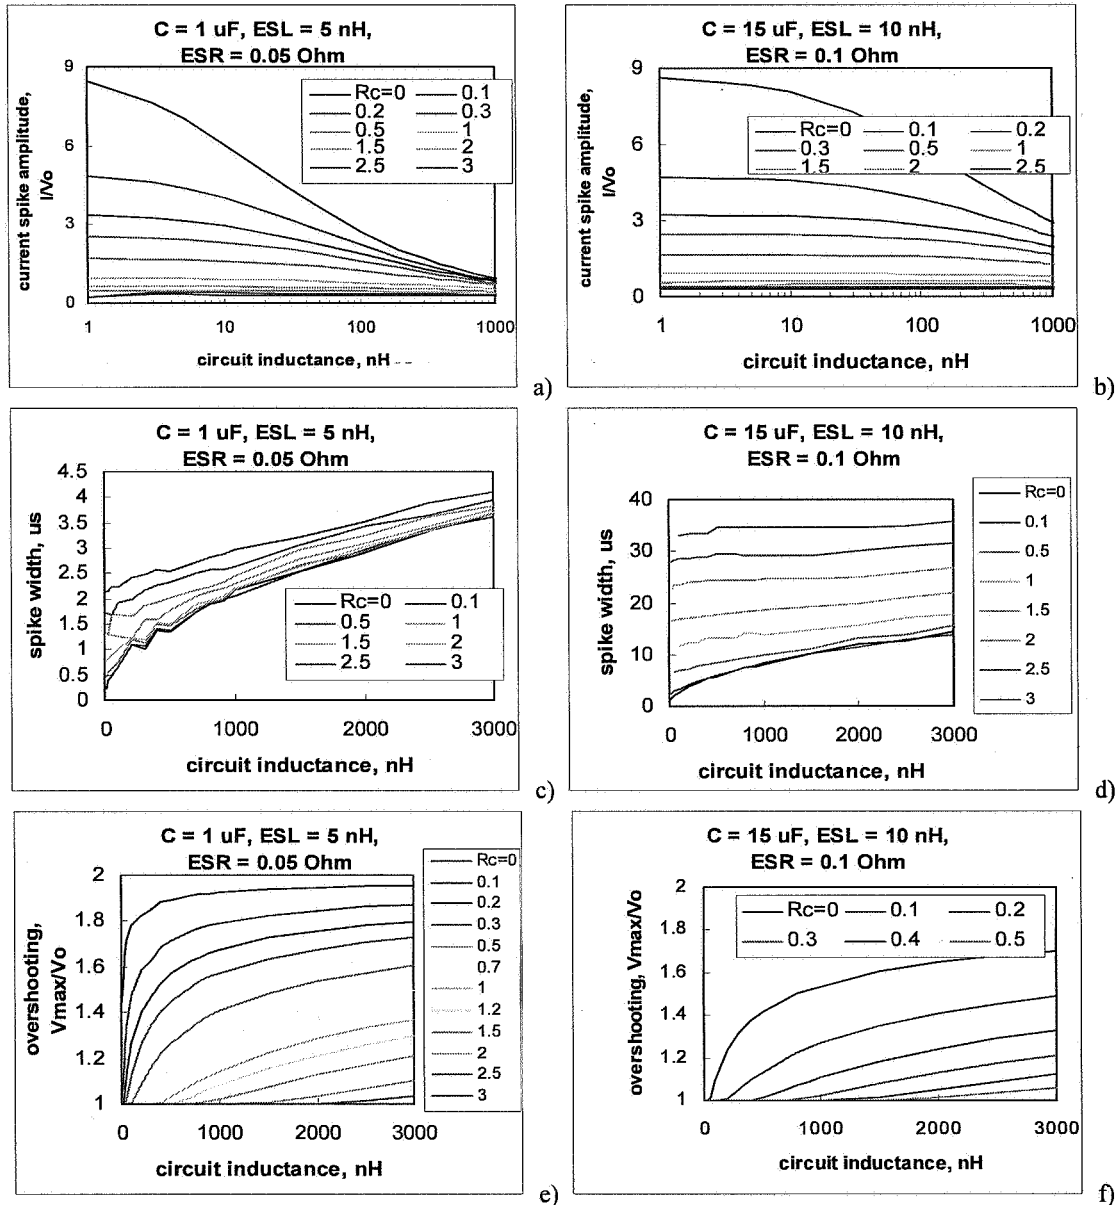 C = 1 uF, ESL = 5 nH,
ESR = 0.05 Ohm
9
6
3
0
current spike amplitude,
I/Vo
Rc=0 0.1
0.2 0.3
0.5 1
1.5 2
2.5 3
1 10 100 1000
circuit inductance, nH
a)
C = 15 uF, ESL = 10 nH,
ESR = 0.1 Ohm
9
6
3
0
current spike amplitude,
I/Vo
Rc=0 0.1 0.2
0.3 0.5 1
1.5 2 2.5
1 10 100 1000
circuit inductance, nH
b)
C = 1 uF, ESL = 5 nH,
ESR = 0.05 Ohm
4.5
4
3.5
3
2.5
2
1.5
1
0.5
0
spike width, us
Rc=0 0.1
0.5 1
1.5 2
2.5 3
0 1000 2000 3000
circuit inductance, nH
c)
C = 15 uF, ESL = 10 nH,
ESR = 0.1 Ohm
40
30
20
10
0
spike width, us
Rc=0
0.1
0.5
1
1.5
2
2.5
3
0 1000 2000 3000
circuit inductance, nH
d)
C = 1 uF, ESL = 5 nH,
ESR = 0.05 Ohm
2
1.8
1.6
1.4
1.2
1
overshooting,
Vmax/Vo
Rc=0
0.1
0.2
0.3
0.5
0.7
1
1.2
1.5
2
2.5
3
0 1000 2000 3000
circuit inductance, nH
e)
C = 15 uF, ESL = 10 nH,
ESR = 0.1 Ohm
2
1.8
1.6
1.4
1.2
1
overshooting, Vmax/Vo
Rc=0 0.1 0.2
0.3 0.4 0.5
0 1000 2000 3000
circuit inductance, nH
f)